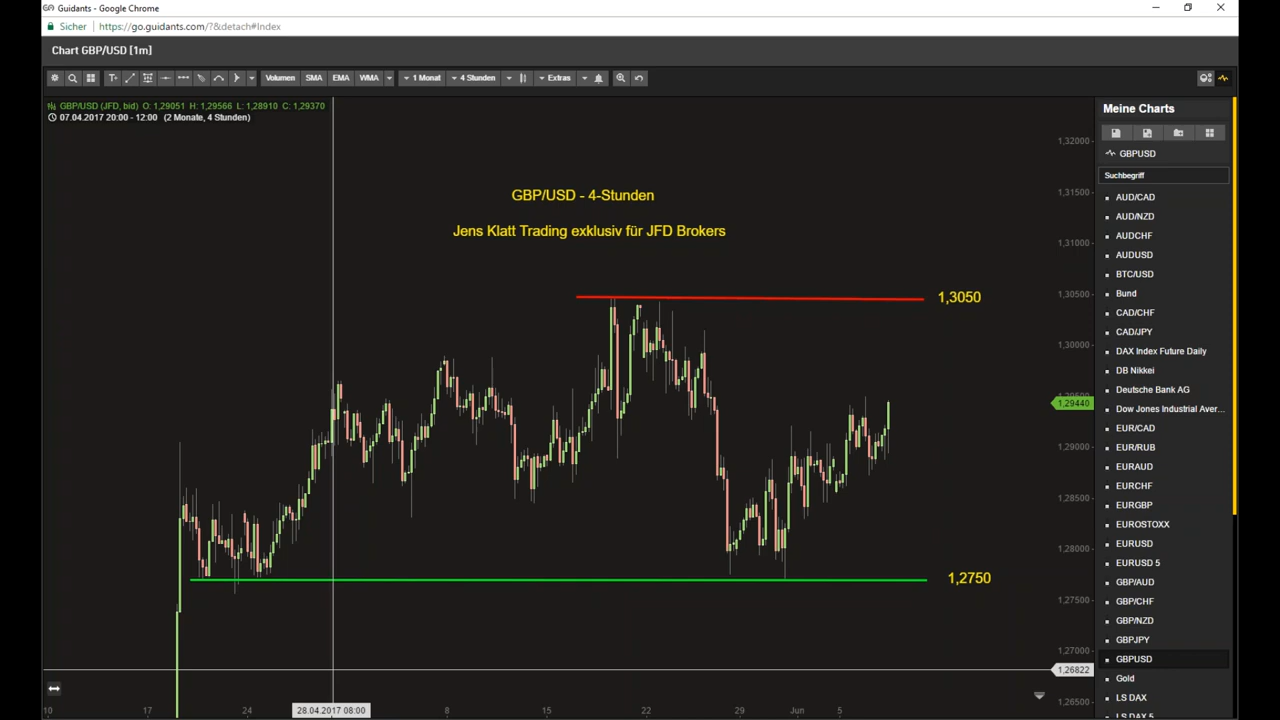 Guidants - Google Chrome
Sicher https://go.guidants.com/?&detach#Index
Chart GBP/USD [1m]
T+ Volumen SMA EMA WMA 1 Monat 4 Stunden Extras
GBP/USD (JFD, bid) O: 1,29051 H: 1,29566 L: 1,28910 C: 1,29370
07.04.2017 20:00 - 12:00 (2 Monate, 4 Stunden)
GBP/USD - 4-Stunden
Jens Klatt Trading exklusiv für JFD Brokers
1,3050
1,2750
1,32000
1,31500
1,31000
1,30500
1,30000
1,29440
1,29000
1,28500
1,28000
1,27500
1,27000
1,26822
1,26500
10 17 24 28.04.2017 08:00 8 15 22 29 Jun 5
Meine Charts
GBPUSD
Suchbegriff
AUD/CAD
AUD/NZD
AUDCHF
AUDUSD
BTC/USD
Bund
CAD/CHF
CAD/JPY
DAX Index Future Daily
DB Nikkei
Deutsche Bank AG
Dow Jones Industrial Aver...
EUR/CAD
EUR/RUB
EURAUD
EURCHF
EURGBP
EUROSTOXX
EURUSD
EURUSD 5
GBP/AUD
GBP/CHF
GBP/NZD
GBPJPY
GBPUSD
Gold
LS DAX
LS DAX 5